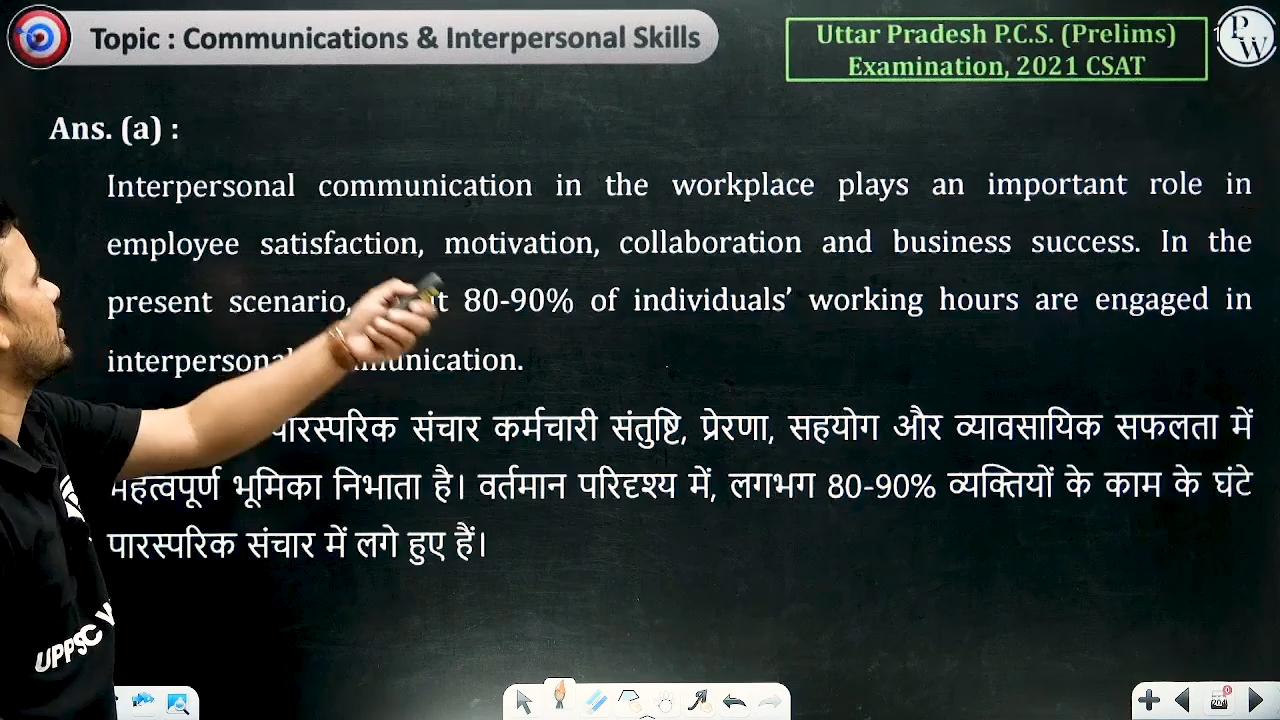 Topic : Communications & Interpersonal Skills
Uttar Pradesh P.C.S. (Prelims)
Examination, 2021 CSAT
P
W
Ans. (a) :
Interpersonal communication in the workplace plays an important role in
employee satisfaction, motivation, collaboration and business success. In the
present scenario, 80-90% of individuals’ working hours are engaged in
interpersonal communication.
पारस्परिक संचार कर्मचारी संतुष्टि, प्रेरणा, सहयोग और व्यावसायिक सफलता में
महत्वपूर्ण भूमिका निभाता है। वर्तमान परिदृश्य में, लगभग 80-90% व्यक्तियों के काम के घंटे
पारस्परिक संचार में लगे हुए हैं।
UPPSC